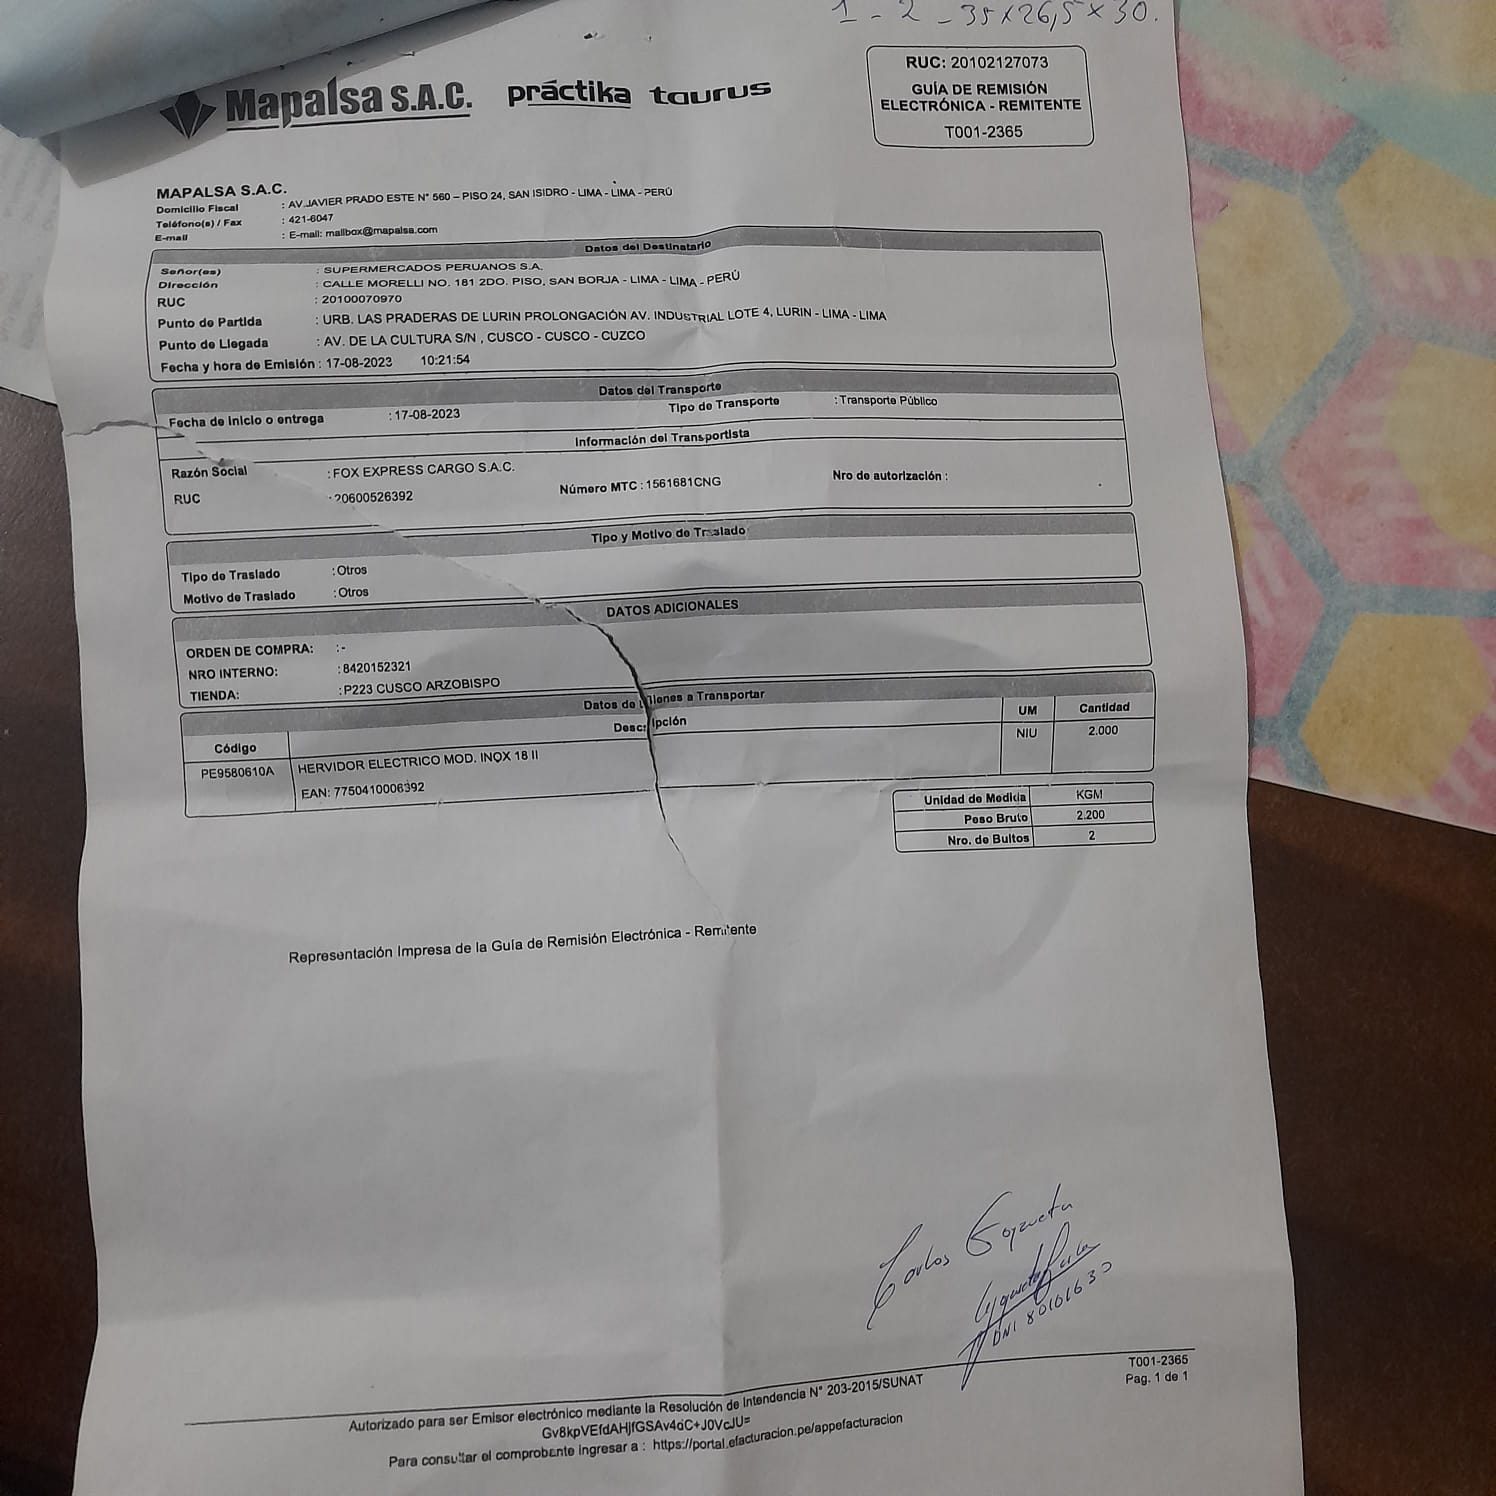 1 - 2 - 35 x 26,5 x 30.
Mapalsa S.A.C. práctika taurus
RUC: 20102127073
GUÍA DE REMISIÓN
ELECTRÓNICA - REMITENTE
T001-2365
MAPALSA S.A.C.
Domicilio Fiscal : AV.JAVIER PRADO ESTE N° 560 – PISO 24, SAN ISIDRO - LIMA - LIMA - PERÚ
Teléfono(s) / Fax : 421-6047
E-mail : E-mail: mailbox@mapalsa.com
Datos del Destinatario
Señor(es) : SUPERMERCADOS PERUANOS S.A.
Dirección : CALLE MORELLI NO. 181 2DO. PISO, SAN BORJA - LIMA - LIMA - PERÚ
RUC : 20100070970
Punto de Partida : URB. LAS PRADERAS DE LURIN PROLONGACIÓN AV. INDUSTRIAL LOTE 4, LURIN - LIMA - LIMA
Punto de Llegada : AV. DE LA CULTURA S/N , CUSCO - CUSCO - CUZCO
Fecha y hora de Emisión : 17-08-2023 10:21:54
Datos del Transporte
Fecha de inicio o entrega : 17-08-2023 Tipo de Transporte : Transporte Público
Información del Transportista
Razón Social : FOX EXPRESS CARGO S.A.C.
RUC : 20600526392 Número MTC : 1561681CNG Nro de autorización :
Tipo y Motivo de Traslado
Tipo de Traslado : Otros
Motivo de Traslado : Otros
DATOS ADICIONALES
ORDEN DE COMPRA: : -
NRO INTERNO: : 8420152321
TIENDA: : P223 CUSCO ARZOBISPO
Datos de Bienes a Transportar
Código Descripción UM Cantidad
PE9580610A HERVIDOR ELECTRICO MOD. INOX 18 II NIU 2.000
EAN: 7750410006392
Unidad de Medida KGM
Peso Bruto 2.200
Nro. de Bultos 2
Representación Impresa de la Guía de Remisión Electrónica - Remitente
Carlos
DNI 80101630
T001-2365
Pag. 1 de 1
Autorizado para ser Emisor electrónico mediante la Resolución de Intendencia N° 203-2015/SUNAT
Para consultar el comprobante ingresar a : https://portal.efacturacion.pe/appefacturacion